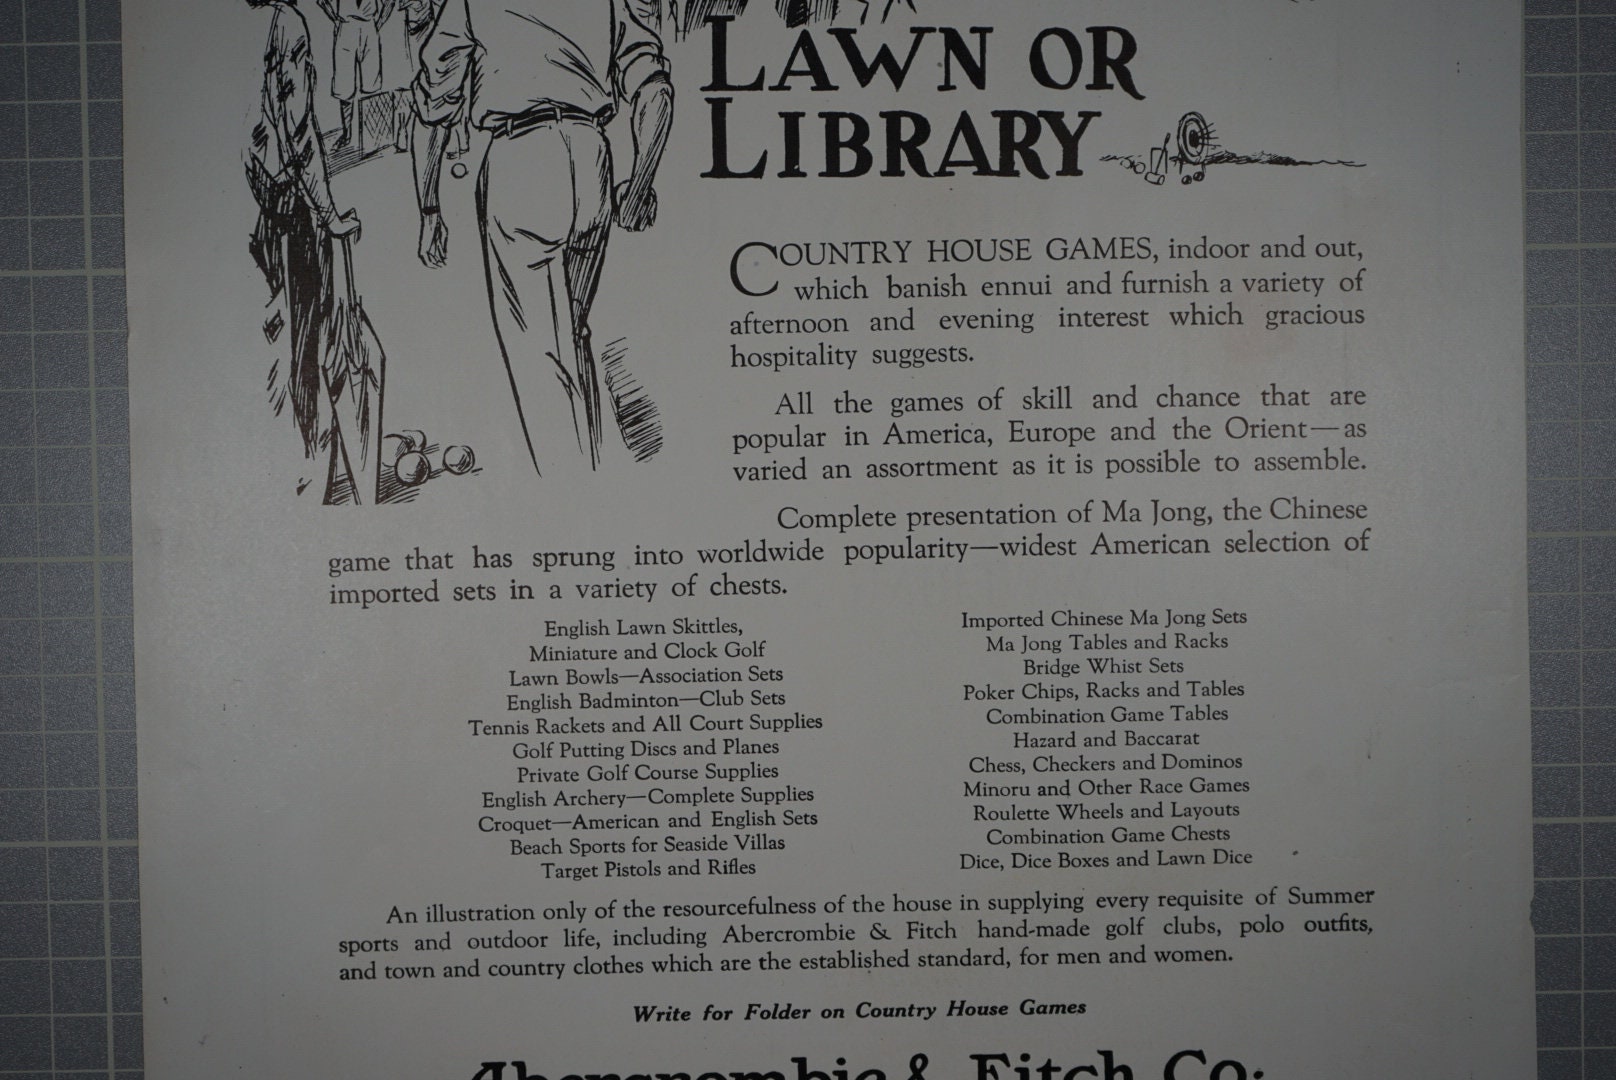 LAWN OR
LIBRARY
COUNTRY HOUSE GAMES, indoor and out,
which banish ennui and furnish a variety of
afternoon and evening interest which gracious
hospitality suggests.
All the games of skill and chance that are
popular in America, Europe and the Orient—as
varied an assortment as it is possible to assemble.
Complete presentation of Ma Jong, the Chinese
game that has sprung into worldwide popularity—widest American selection of
imported sets in a variety of chests.
English Lawn Skittles,
Miniature and Clock Golf
Lawn Bowls—Association Sets
English Badminton—Club Sets
Tennis Rackets and All Court Supplies
Golf Putting Discs and Planes
Private Golf Course Supplies
English Archery—Complete Supplies
Croquet—American and English Sets
Beach Sports for Seaside Villas
Target Pistols and Rifles
Imported Chinese Ma Jong Sets
Ma Jong Tables and Racks
Bridge Whist Sets
Poker Chips, Racks and Tables
Combination Game Tables
Hazard and Baccarat
Chess, Checkers and Dominos
Minoru and Other Race Games
Roulette Wheels and Layouts
Combination Game Chests
Dice, Dice Boxes and Lawn Dice
An illustration only of the resourcefulness of the house in supplying every requisite of Summer
sports and outdoor life, including Abercrombie & Fitch hand-made golf clubs, polo outfits,
and town and country clothes which are the established standard, for men and women.
Write for Folder on Country House Games
Abercrombie & Fitch Co.